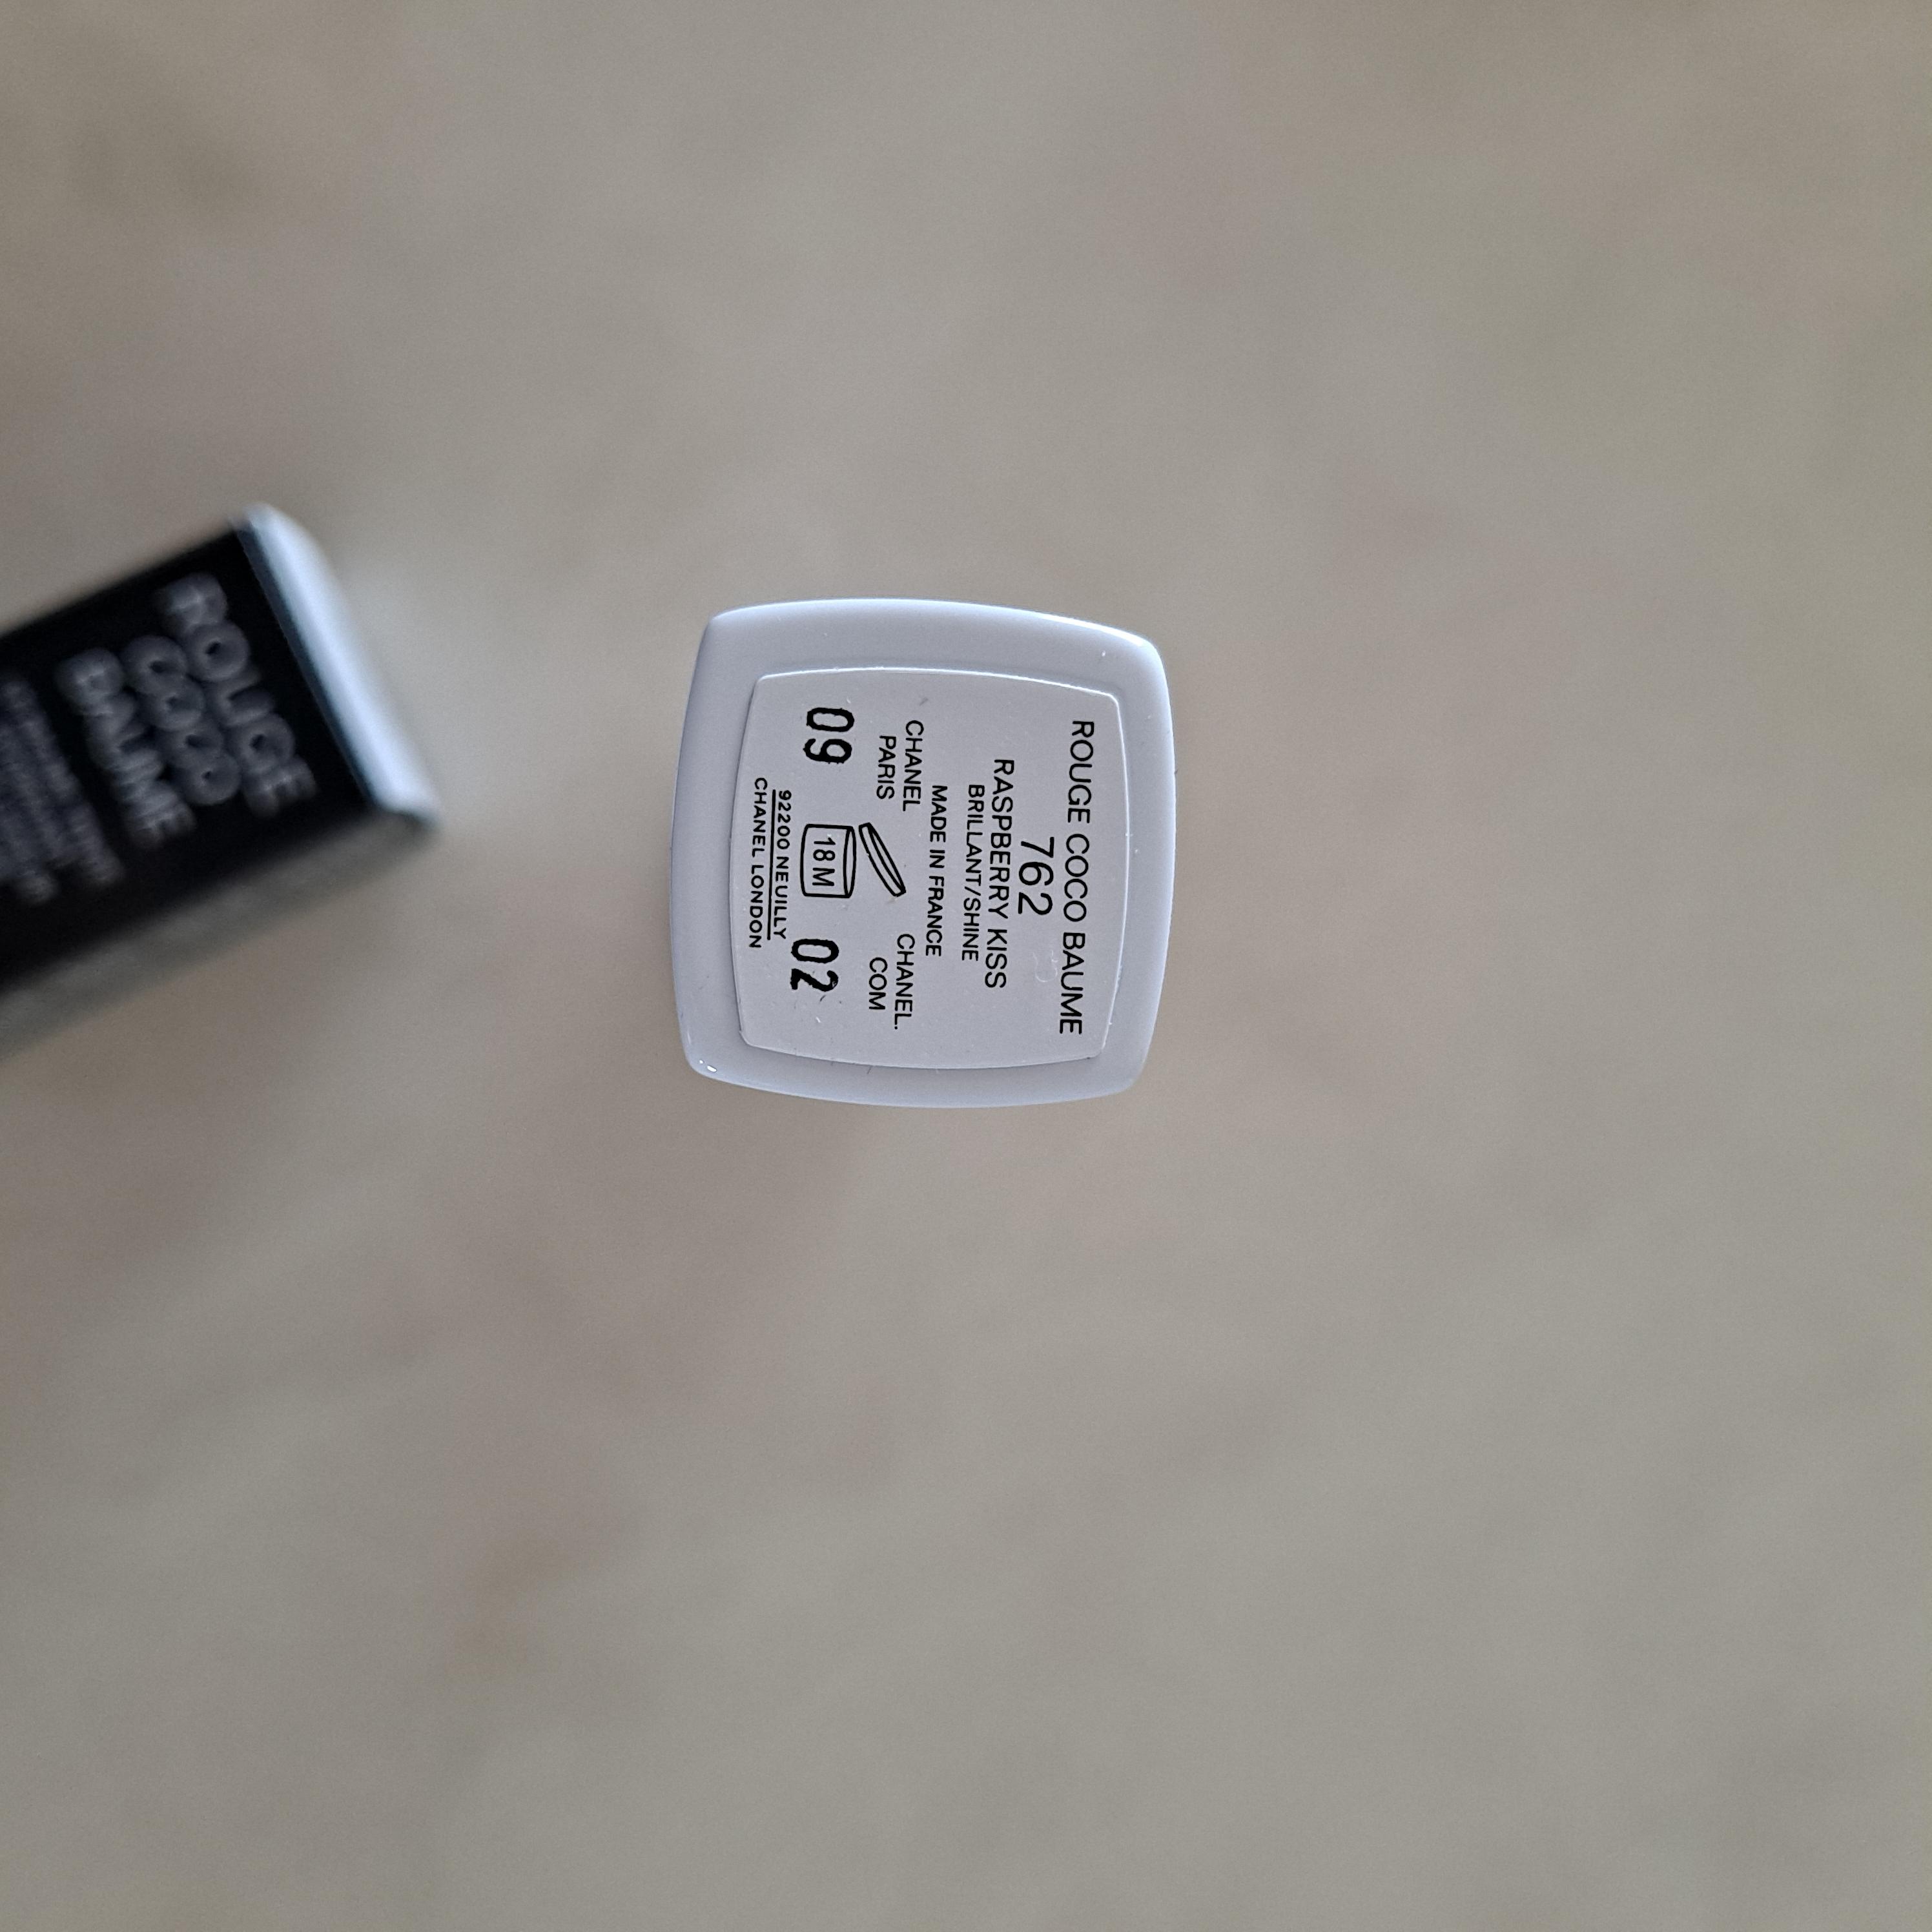 ROUGE COCO BAUME
762
RASPBERRY KISS
BRILLANT/SHINE
MADE IN FRANCE
CHANEL
PARIS
CHANEL.
COM
09
18 M
02
92200 NEUILLY
CHANEL LONDON
ROUGE
COCO
BAUME